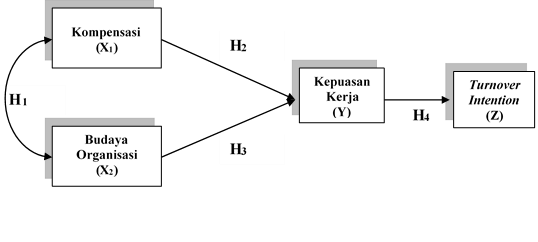 Kompensasi
(X₁)
H₂
Kepuasan
Kerja
(Y)
Turnover
Intention
(Z)
H₁
H₄
Budaya
Organisasi
(X₂)
H₃